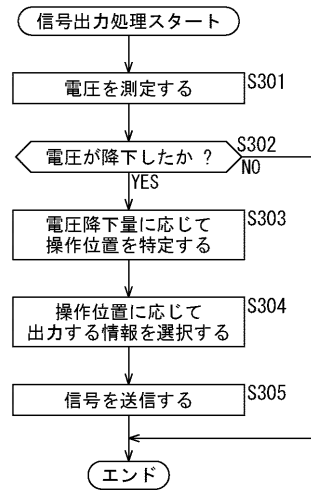 信号出力処理スタート
電圧を測定する S301
電圧が降下したか ? S302
NO
YES
電圧降下量に応じて S303
操作位置を特定する
操作位置に応じて S304
出力する情報を選択する
信号を送信する S305
エンド